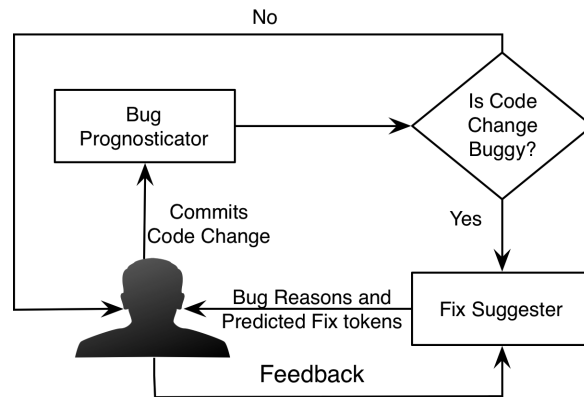 No
Bug
Prognosticator
Is Code
Change
Buggy?
Commits
Code Change
Yes
Bug Reasons and
Predicted Fix tokens
Fix Suggester
Feedback